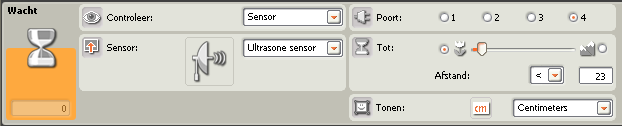 Wacht
Controleer: Sensor
Poort: 1 2 3 4
Sensor: Ultrasone sensor
Tot:
Afstand: < 23
0
Tonen: cm Centimeters